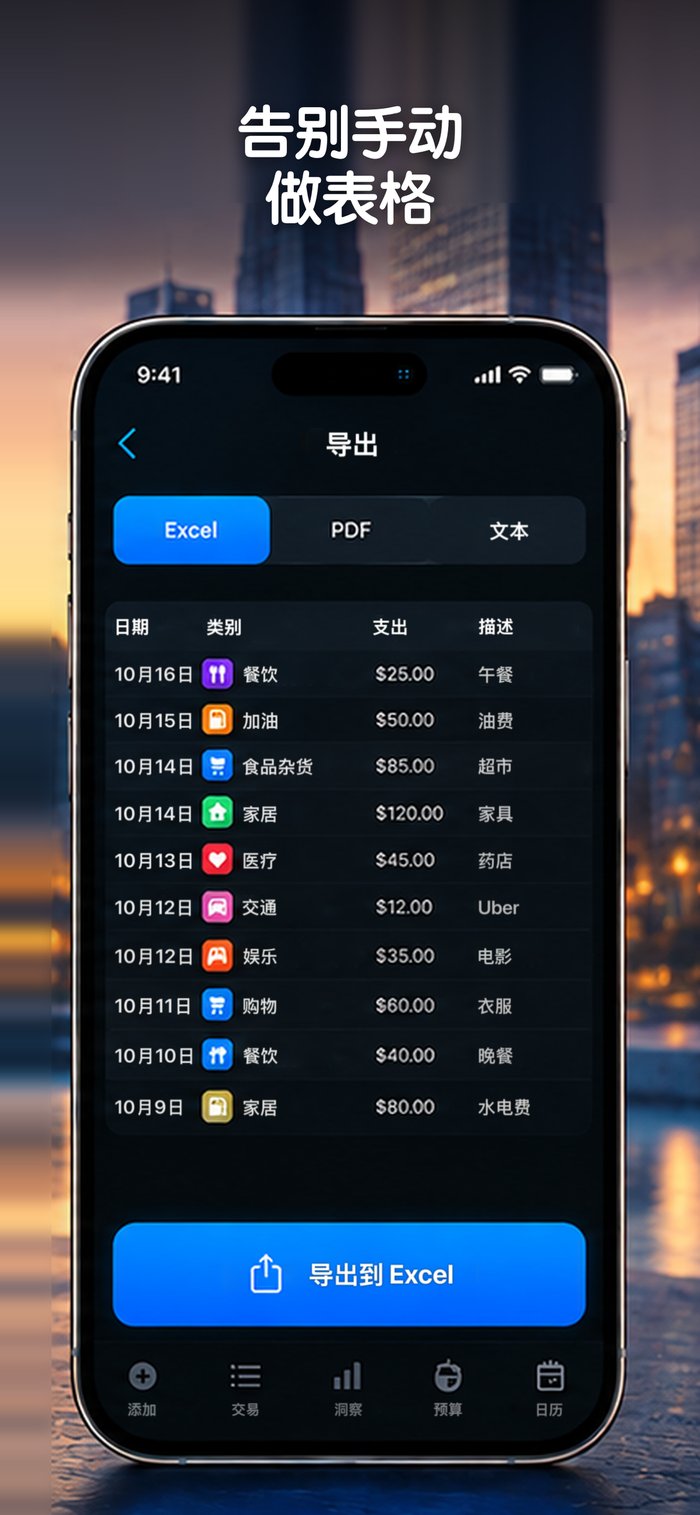 告别手动
做表格
9:41
导出
Excel PDF 文本
日期 类别 支出 描述
10月16日 餐饮 $25.00 午餐
10月15日 加油 $50.00 油费
10月14日 食品杂货 $85.00 超市
10月14日 家居 $120.00 家具
10月13日 医疗 $45.00 药店
10月12日 交通 $12.00 Uber
10月12日 娱乐 $35.00 电影
10月11日 购物 $60.00 衣服
10月10日 餐饮 $40.00 晚餐
10月9日 家居 $80.00 水电费
导出到 Excel
添加 交易 洞察 预算 日历